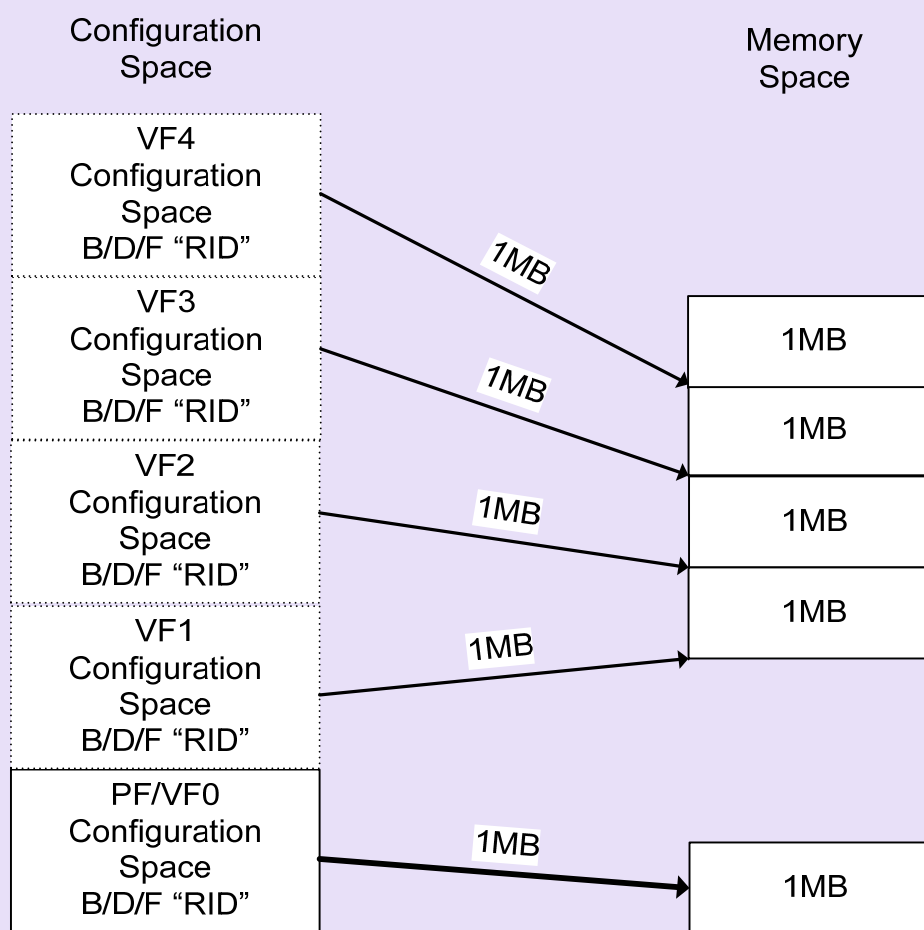 Configuration
Space
Memory
Space
VF4
Configuration
Space
B/D/F “RID”
1MB
VF3
Configuration
Space
B/D/F “RID”
1MB
1MB
1MB
VF2
Configuration
Space
B/D/F “RID”
1MB
1MB
VF1
Configuration
Space
B/D/F “RID”
1MB
1MB
PF/VF0
Configuration
Space
B/D/F “RID”
1MB
1MB